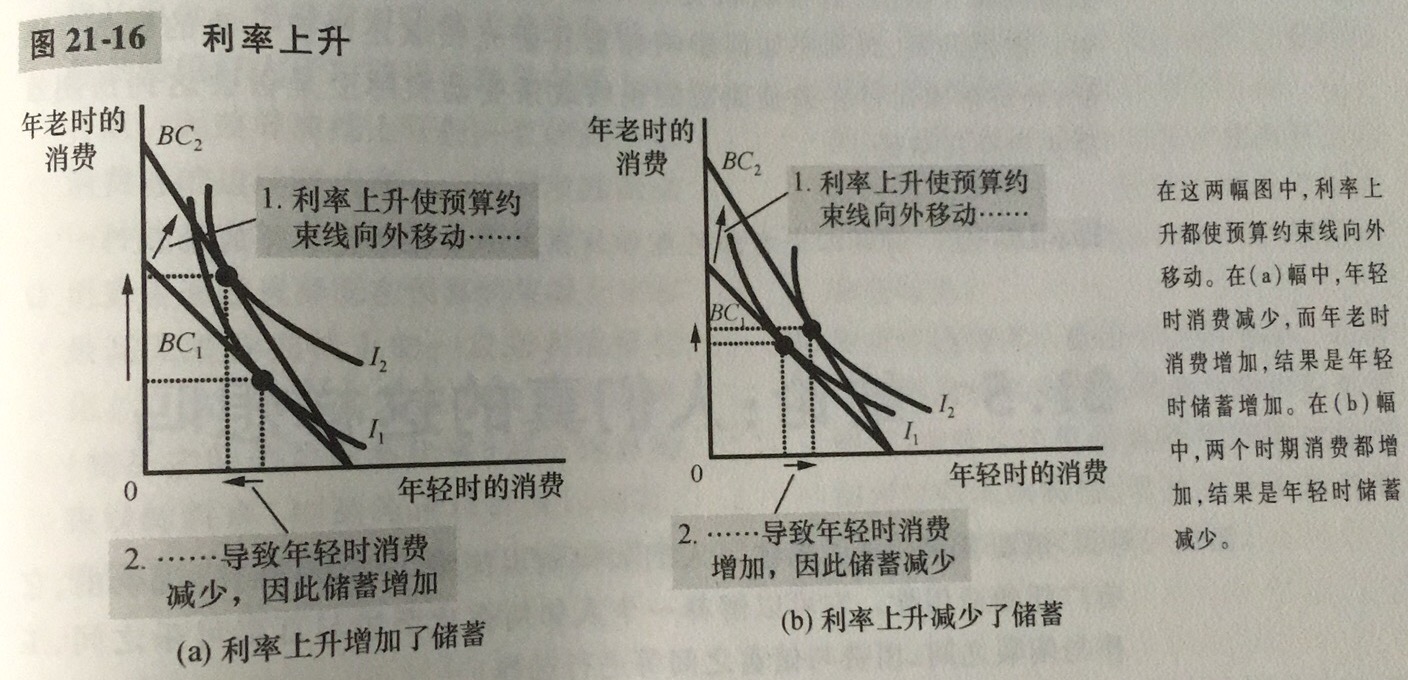 图 21-16 利率上升
年老时的
消费
BC₂
1. 利率上升使预算约
束线向外移动……
BC₁
I₂
I₁
0
年轻时的消费
2. ……导致年轻时消费
减少，因此储蓄增加
(a) 利率上升增加了储蓄
年老时的
消费
BC₂
1. 利率上升使预算约
束线向外移动……
BC₁
I₂
I₁
0
年轻时的消费
2. ……导致年轻时消费
增加，因此储蓄减少
(b) 利率上升减少了储蓄
在这两幅图中，利率上
升都使预算约束线向外
移动。在(a)幅中，年轻
时消费减少，而年老时
消费增加，结果是年轻
时储蓄增加。在(b)幅
中，两个时期消费都增
加，结果是年轻时储蓄
减少。